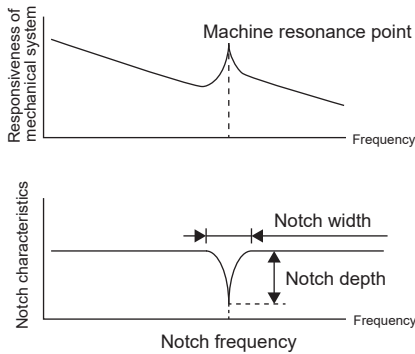 Responsiveness of
mechanical system
Machine resonance point
Frequency
Notch characteristics
Notch width
Notch depth
Frequency
Notch frequency